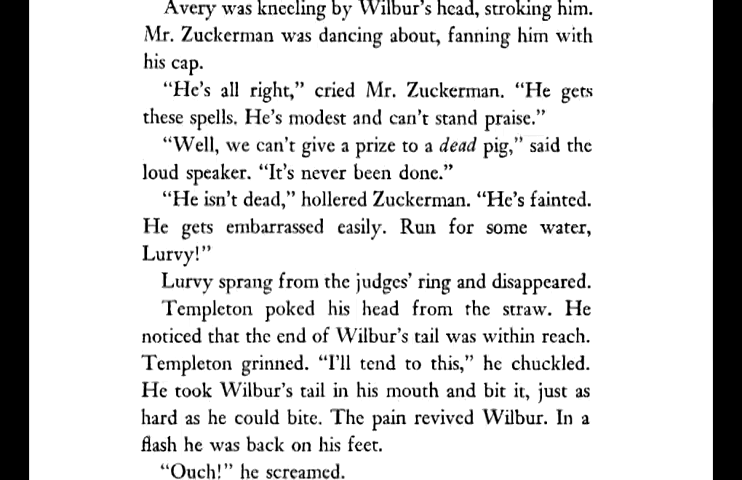 Avery was kneeling by Wilbur's head, stroking him.
Mr. Zuckerman was dancing about, fanning him with
his cap.
"He's all right," cried Mr. Zuckerman. "He gets
these spells. He's modest and can't stand praise."
"Well, we can't give a prize to a dead pig," said the
loud speaker. "It's never been done."
"He isn't dead," hollered Zuckerman. "He's fainted.
He gets embarrassed easily. Run for some water,
Lurvy!"
Lurvy sprang from the judges' ring and disappeared.
Templeton poked his head from the straw. He
noticed that the end of Wilbur's tail was within reach.
Templeton grinned. "I'll tend to this," he chuckled.
He took Wilbur's tail in his mouth and bit it, just as
hard as he could bite. The pain revived Wilbur. In a
flash he was back on his feet.
"Ouch!" he screamed.